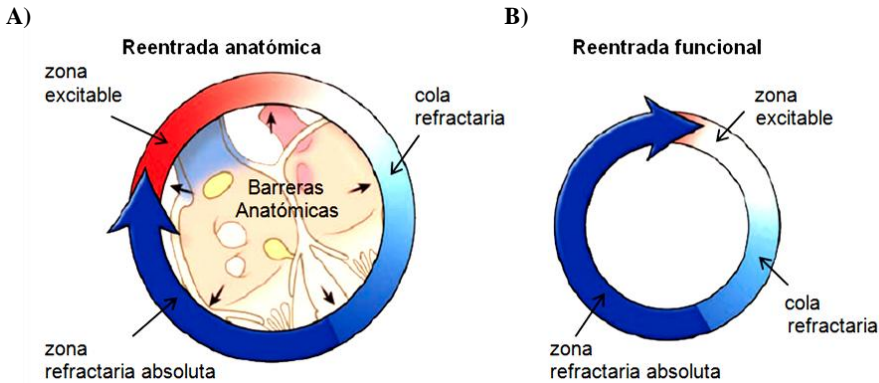 A)
Reentrada anatómica
zona
excitable
cola
refractaria
Barreras
Anatómicas
zona
refractaria absoluta
B)
Reentrada funcional
zona
excitable
cola
refractaria
zona
refractaria absoluta